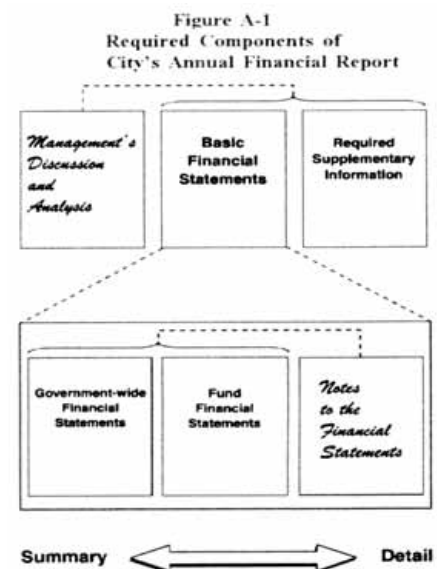 Figure A-1
Required Components of
City's Annual Financial Report
Management's
Discussion
and
Analysis
Basic
Financial
Statements
Required
Supplementary
Information
Government-wide
Financial
Statements
Fund
Financial
Statements
Notes
to the
Financial
Statements
Summary
Detail